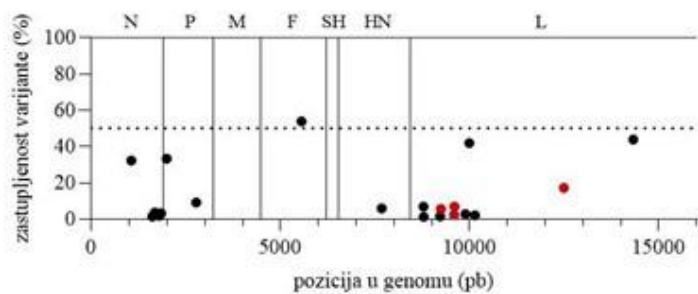 N P M F SH HN L
zastupljenost varijante (%)
100
80
60
40
20
0
0 5000 10000 15000
pozicija u genomu (pb)